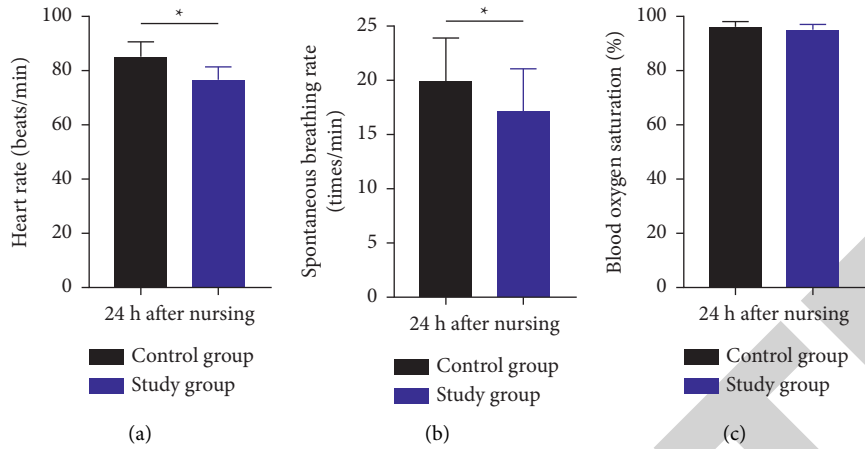 *
Heart rate (beats/min)
100
80
60
40
20
0
24 h after nursing
Control group
Study group
(a)
*
Spontaneous breathing rate
(times/min)
25
20
15
10
5
0
24 h after nursing
Control group
Study group
(b)
Blood oxygen saturation (%)
100
80
60
40
20
0
24 h after nursing
Control group
Study group
(c)